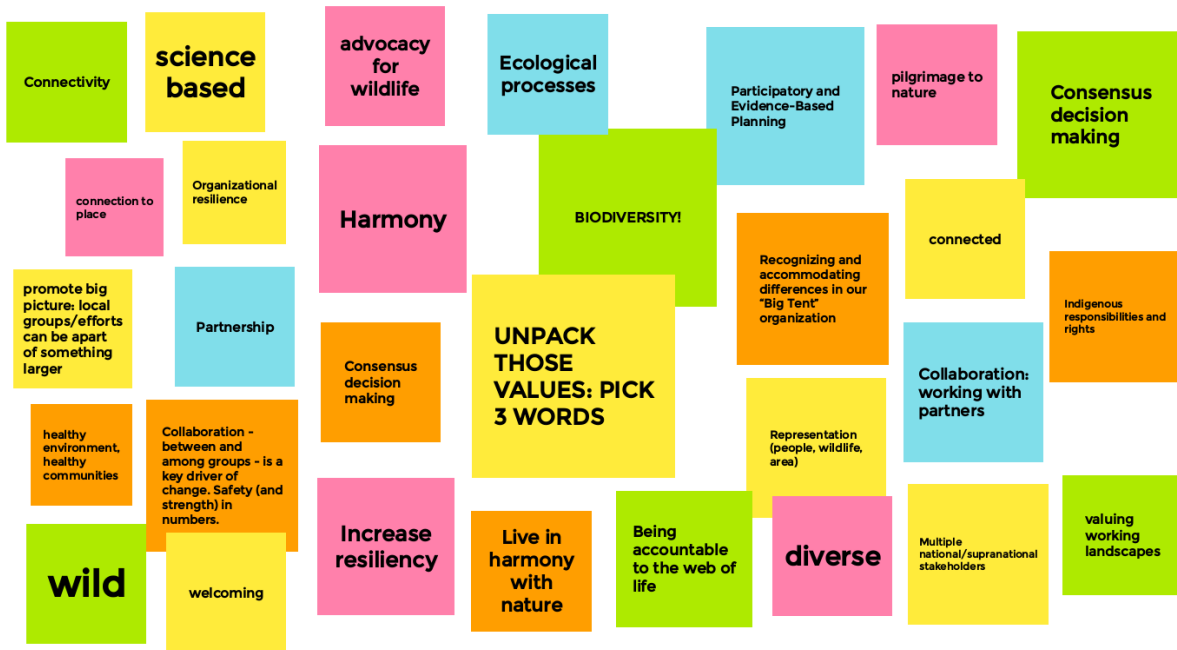 Connectivity
science
based
advocacy
for
wildlife
Ecological
processes
Participatory and
Evidence-Based
Planning
pilgrimage to
nature
Consensus
decision
making
connection to
place
Organizational
resilience
Harmony
BIODIVERSITY!
Recognizing and
accommodating
differences in our
"Big Tent"
organization
connected
Indigenous
responsibilities and
rights
promote big
picture: local
groups/efforts
can be apart
of something
larger
Partnership
Consensus
decision
making
UNPACK
THOSE
VALUES: PICK
3 WORDS
Collaboration:
working with
partners
healthy
environment,
healthy
communities
Collaboration -
between and
among groups - is a
key driver of
change. Safety (and
strength) in
numbers.
Representation
(people, wildlife,
area)
Increase
resiliency
Live in
harmony
with
nature
Being
accountable
to the web of
life
diverse
Multiple
national/supranational
stakeholders
valuing
working
landscapes
wild
welcoming